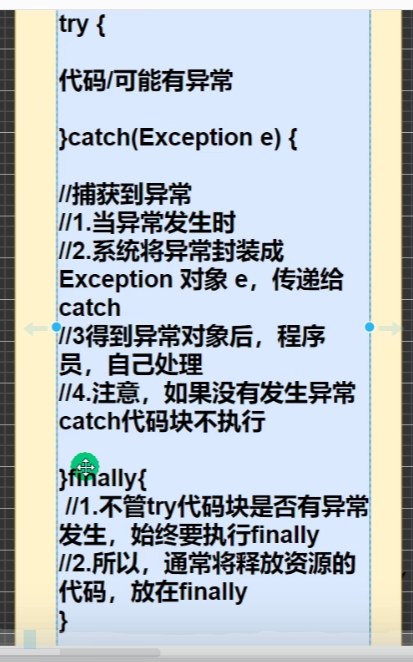 try {
代码/可能有异常
}catch(Exception e) {
//捕获到异常
//1.当异常发生时
//2.系统将异常封装成
Exception 对象 e，传递给
catch
//3得到异常对象后，程序
员，自己处理
//4.注意，如果没有发生异常
catch代码块不执行
}finally{
//1.不管try代码块是否有异常
发生，始终要执行finally
//2.所以，通常将释放资源的
代码，放在finally
}